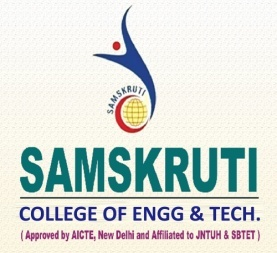 SAMSKRUTI
SAMSKRUTI
COLLEGE OF ENGG & TECH.
( Approved by AICTE, New Delhi and Affiliated to JNTUH & SBTET )